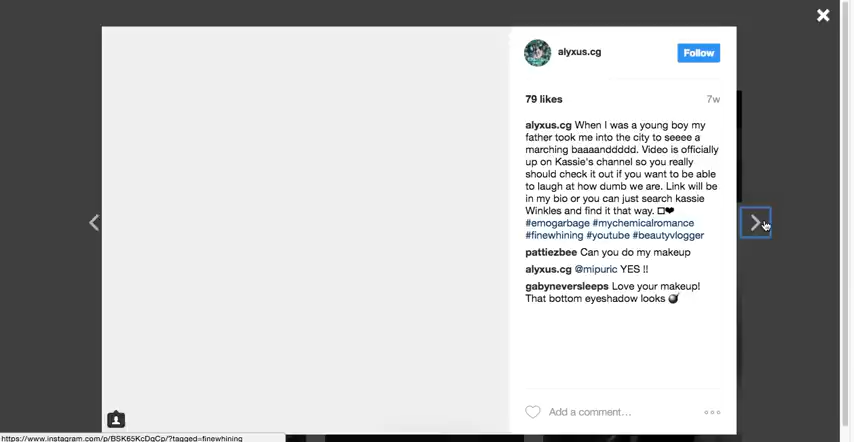 alyxus.cg
Follow
79 likes
7w
alyxus.cg When I was a young boy my
father took me into the city to seeee a
marching baaaanddddd. Video is officially
up on Kassie's channel so you really
should check it out if you want to be able
to laugh at how dumb we are. Link will be
in my bio or you can just search kassie
Winkles and find it that way. □❤
#emogarbage #mychemicalromance
#finewhining #youtube #beautyvlogger
pattiezbee Can you do my makeup
alyxus.cg @mipuric YES !!
gabyneversleeps Love your makeup!
That bottom eyeshadow looks 💣
Add a comment...
https://www.instagram.com/p/BSK65KcDgCp/?tagged=finewhining